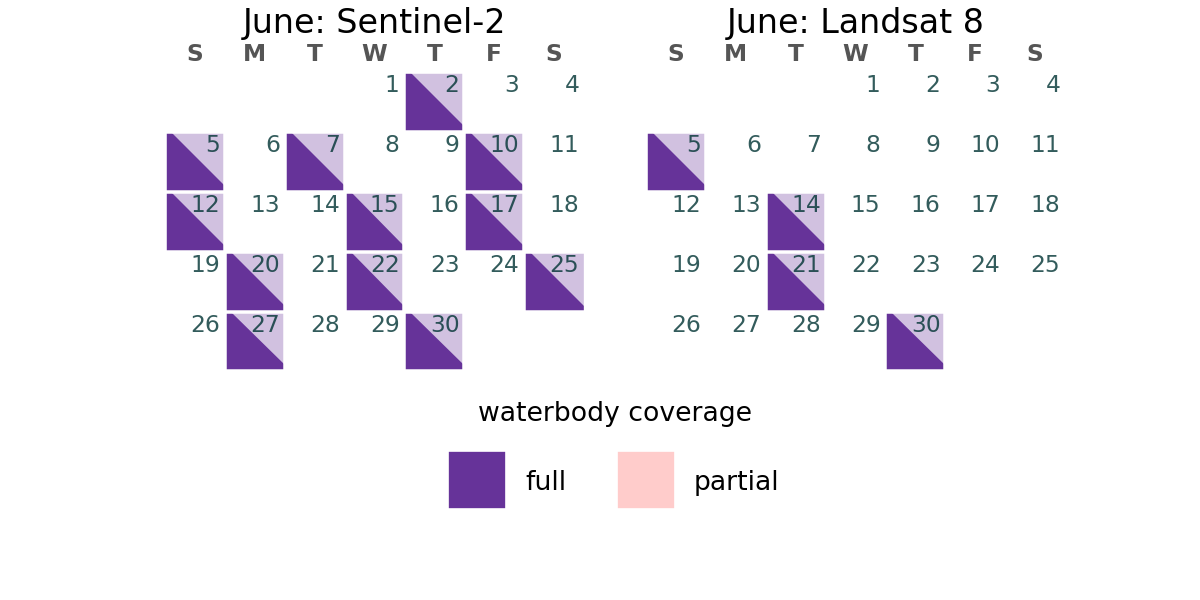 June: Sentinel-2
S M T W T F S
1 2 3 4
5 6 7 8 9 10 11
12 13 14 15 16 17 18
19 20 21 22 23 24 25
26 27 28 29 30
June: Landsat 8
S M T W T F S
1 2 3 4
5 6 7 8 9 10 11
12 13 14 15 16 17 18
19 20 21 22 23 24 25
26 27 28 29 30
waterbody coverage
full
partial